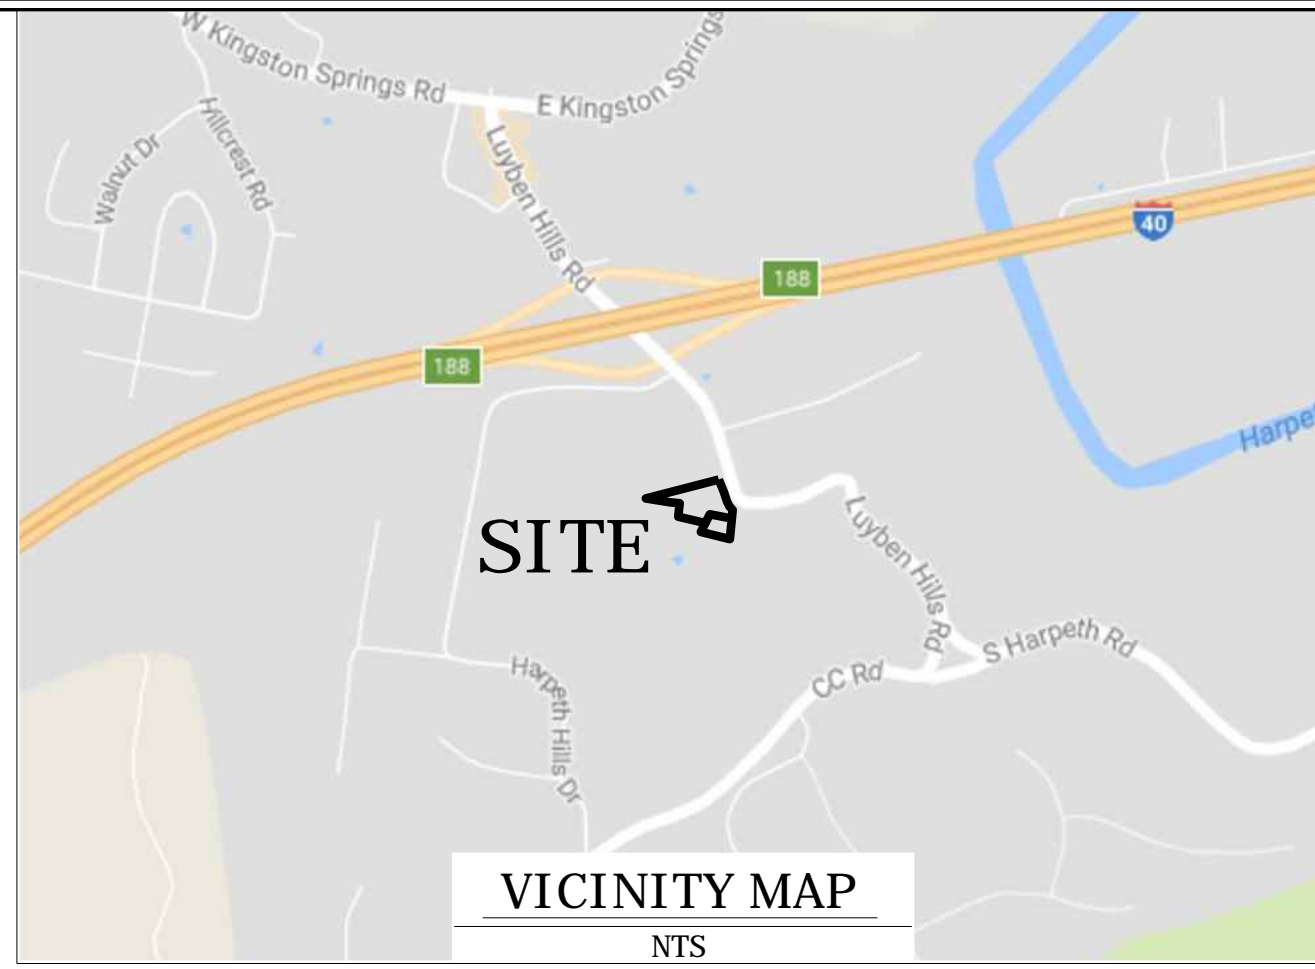 W Kingston Springs Rd
E Kingston Springs
Hillcrest Rd
Walnut Dr
Luyben Hills Rd
40
188
188
Harpe
SITE
Luyben Hills Rd
S Harpeth Rd
CC Rd
Harpeth Hills Dr
VICINITY MAP
NTS